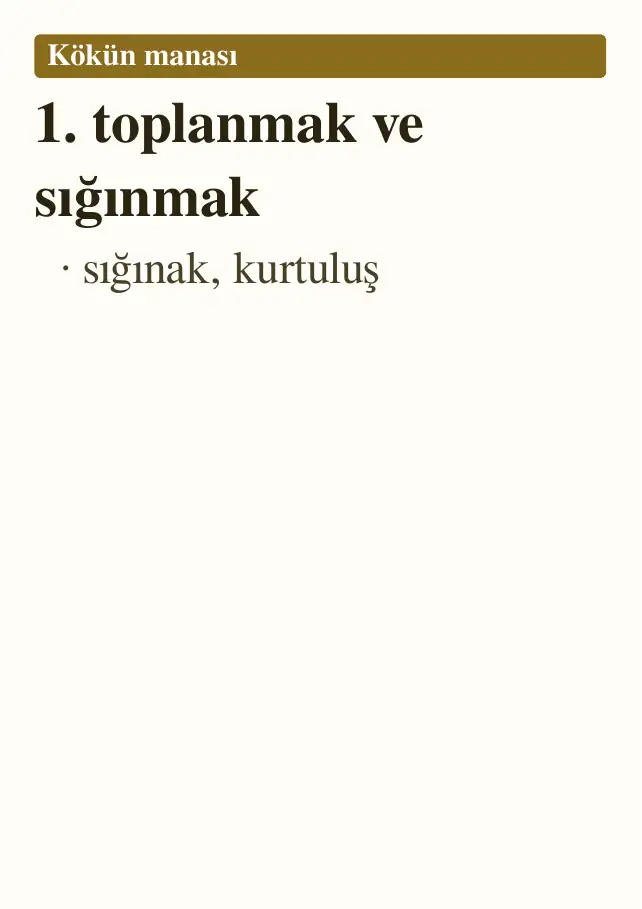 Kökün manası
1. toplanmak ve
sığınmak
· sığınak, kurtuluş